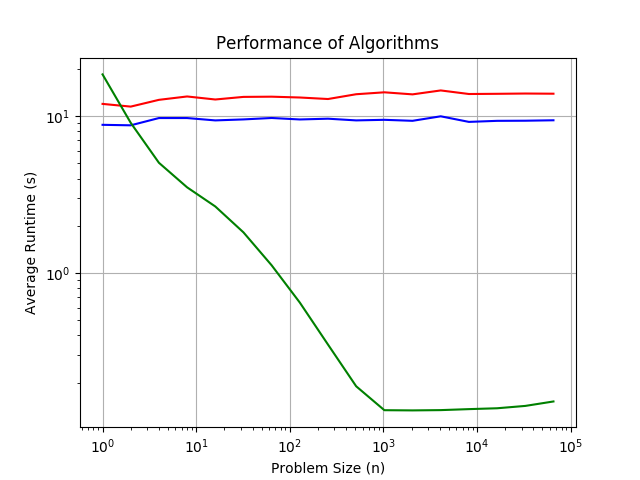 Performance of Algorithms
Average Runtime (s)
10¹
10⁰
10⁰ 10¹ 10² 10³ 10⁴ 10⁵
Problem Size (n)